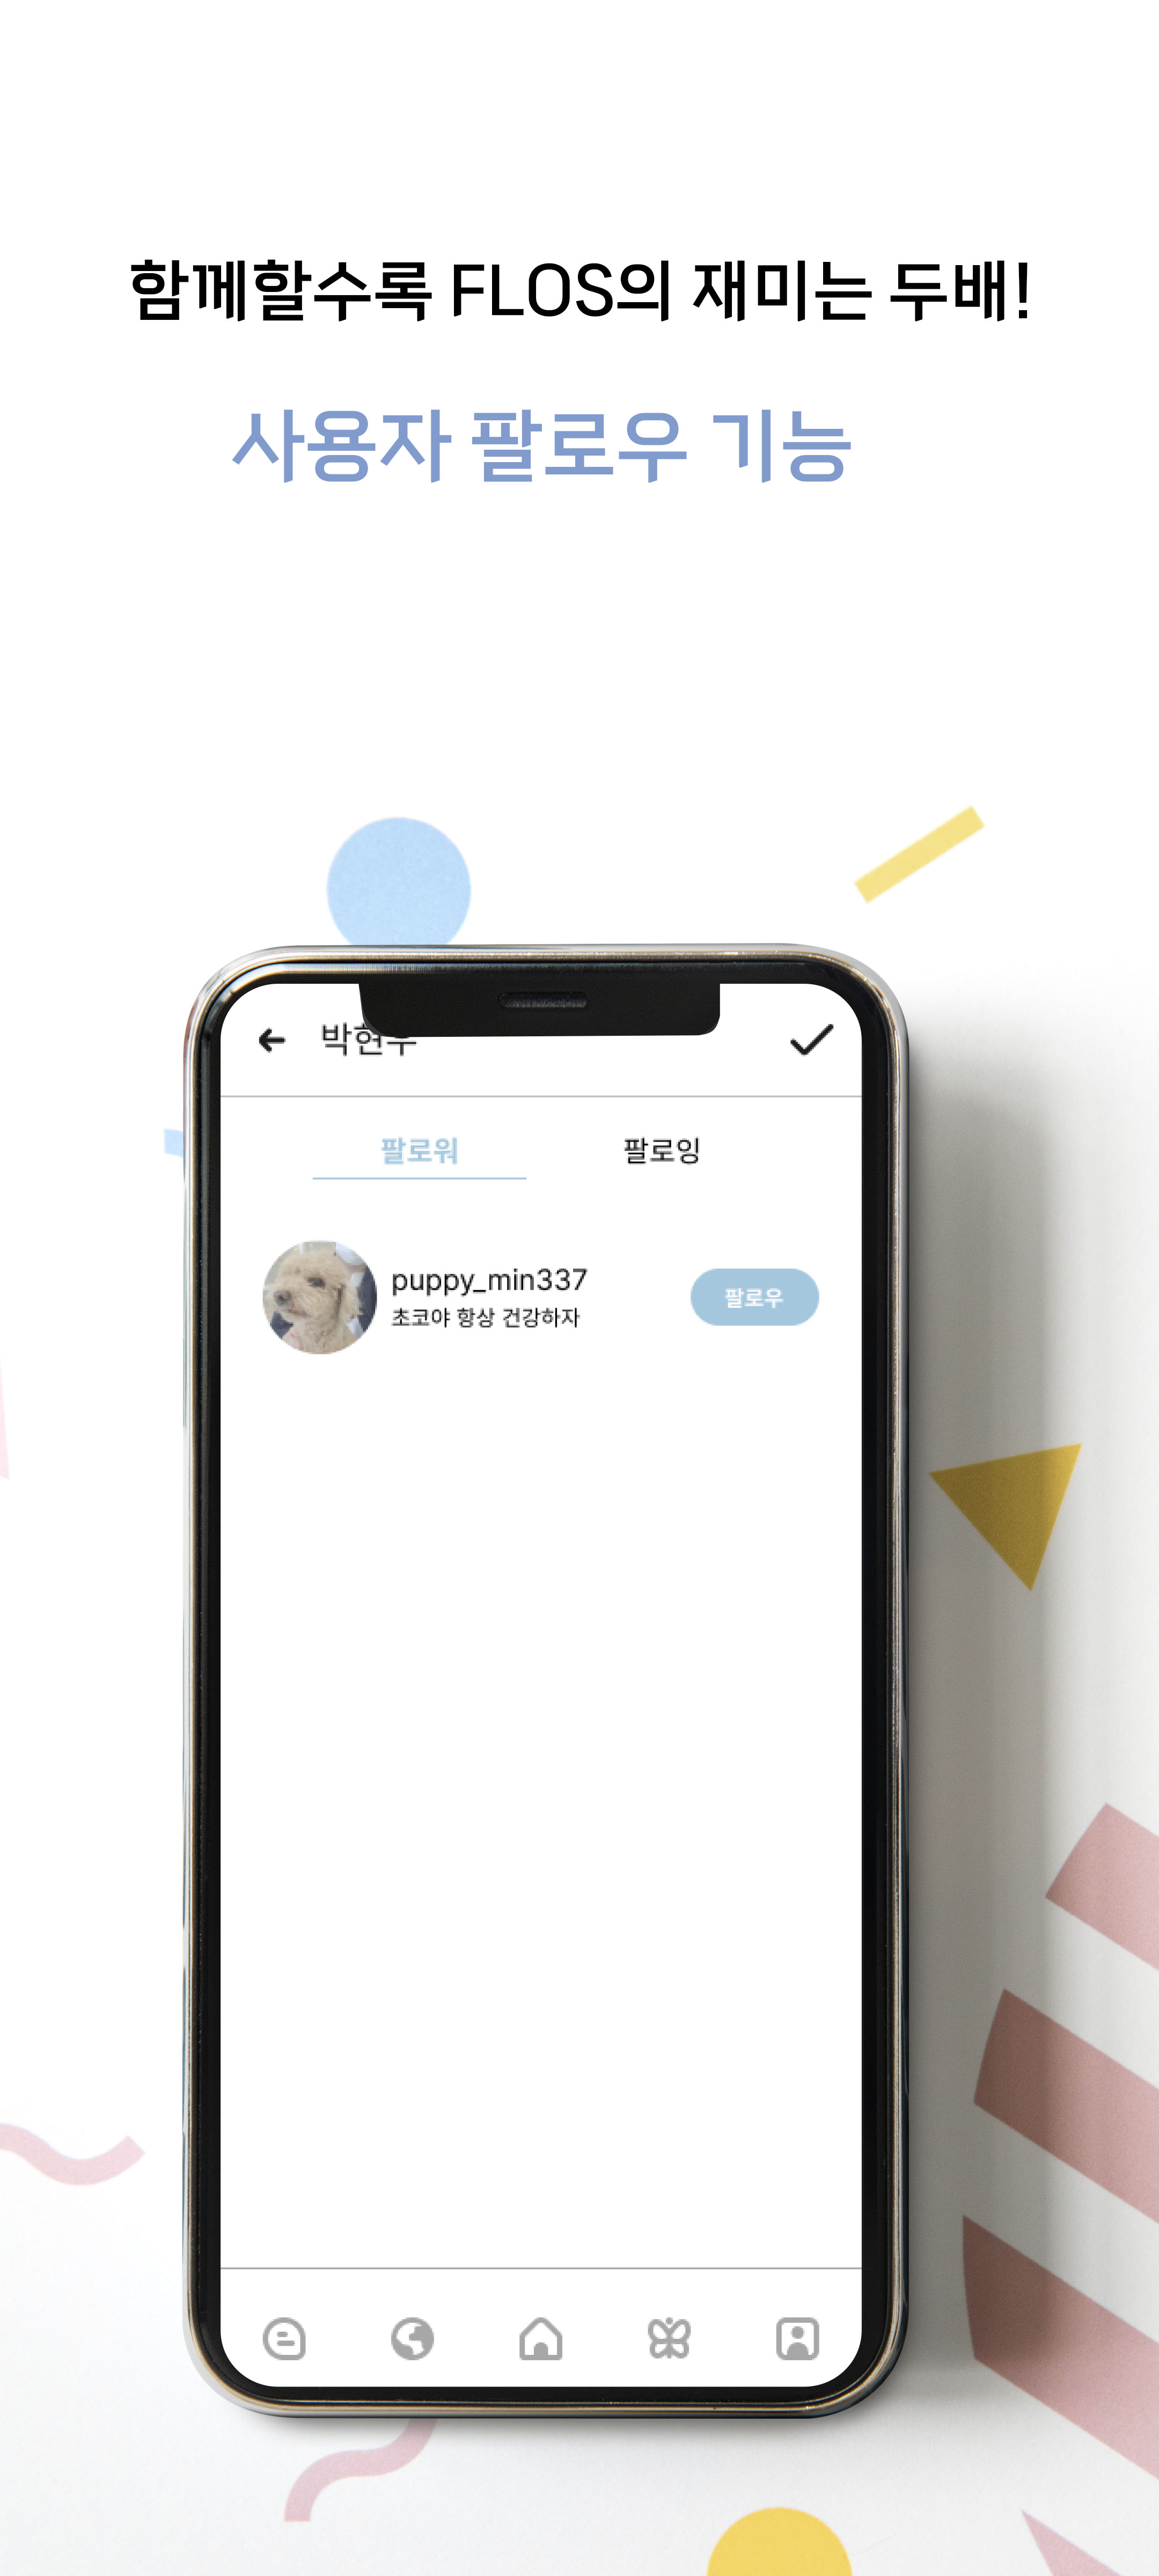 함께할수록 FLOS의 재미는 두배!
사용자 팔로우 기능
박현우
팔로워 팔로잉
puppy_min337
초코야 항상 건강하자
팔로우